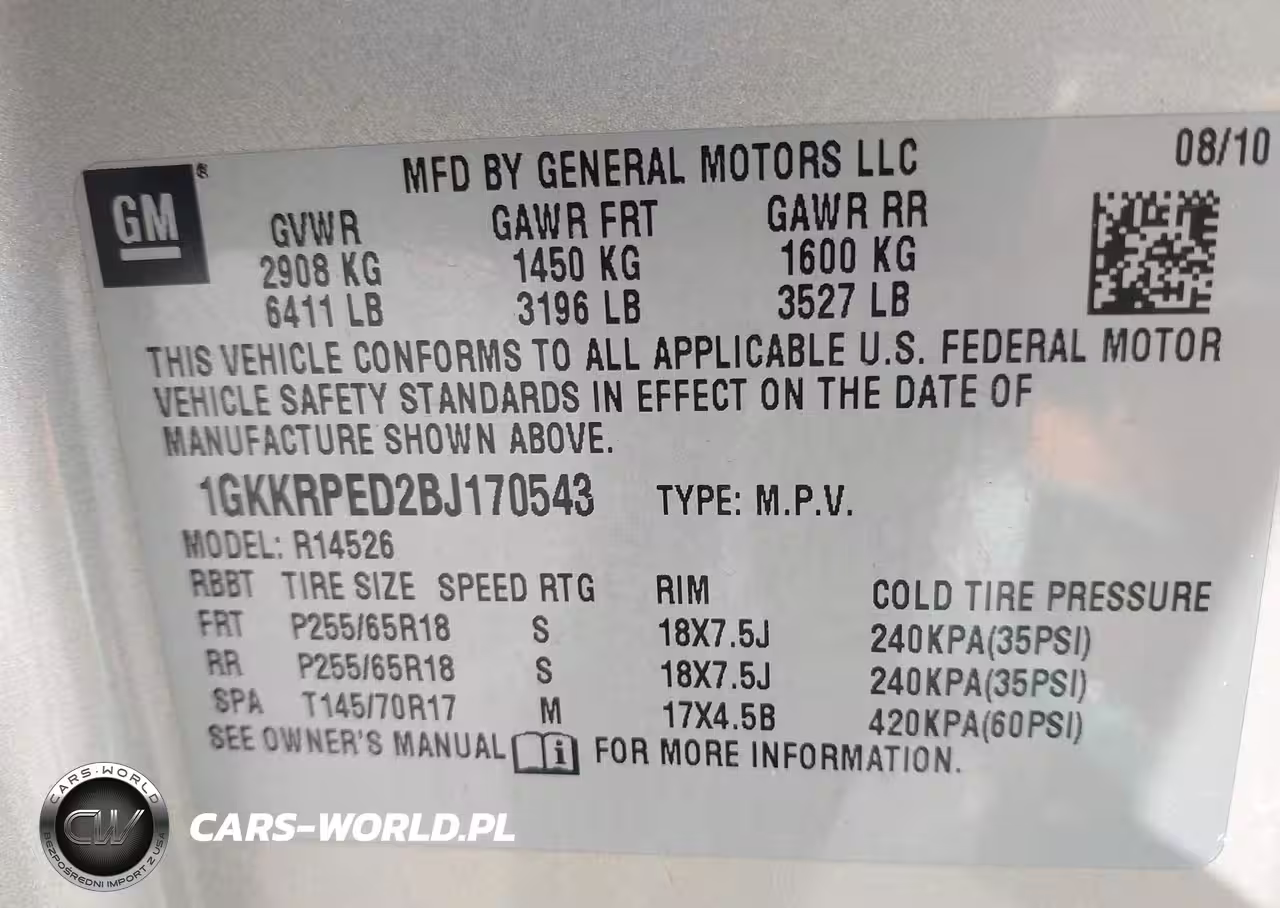 08/10
GM ®
MFD BY GENERAL MOTORS LLC
GVWR GAWR FRT GAWR RR
2908 KG 1450 KG 1600 KG
6411 LB 3196 LB 3527 LB
THIS VEHICLE CONFORMS TO ALL APPLICABLE U.S. FEDERAL MOTOR
VEHICLE SAFETY STANDARDS IN EFFECT ON THE DATE OF
MANUFACTURE SHOWN ABOVE.
1GKKRPED2BJ170543 TYPE: M.P.V.
MODEL: R14526
RBBT TIRE SIZE SPEED RTG RIM COLD TIRE PRESSURE
FRT P255/65R18 S 18X7.5J 240KPA(35PSI)
RR P255/65R18 S 18X7.5J 240KPA(35PSI)
SPA T145/70R17 M 17X4.5B 420KPA(60PSI)
SEE OWNER'S MANUAL i FOR MORE INFORMATION.
CARS-WORLD
CW
BEZPOŚREDNI IMPORT Z USA
CARS-WORLD.PL